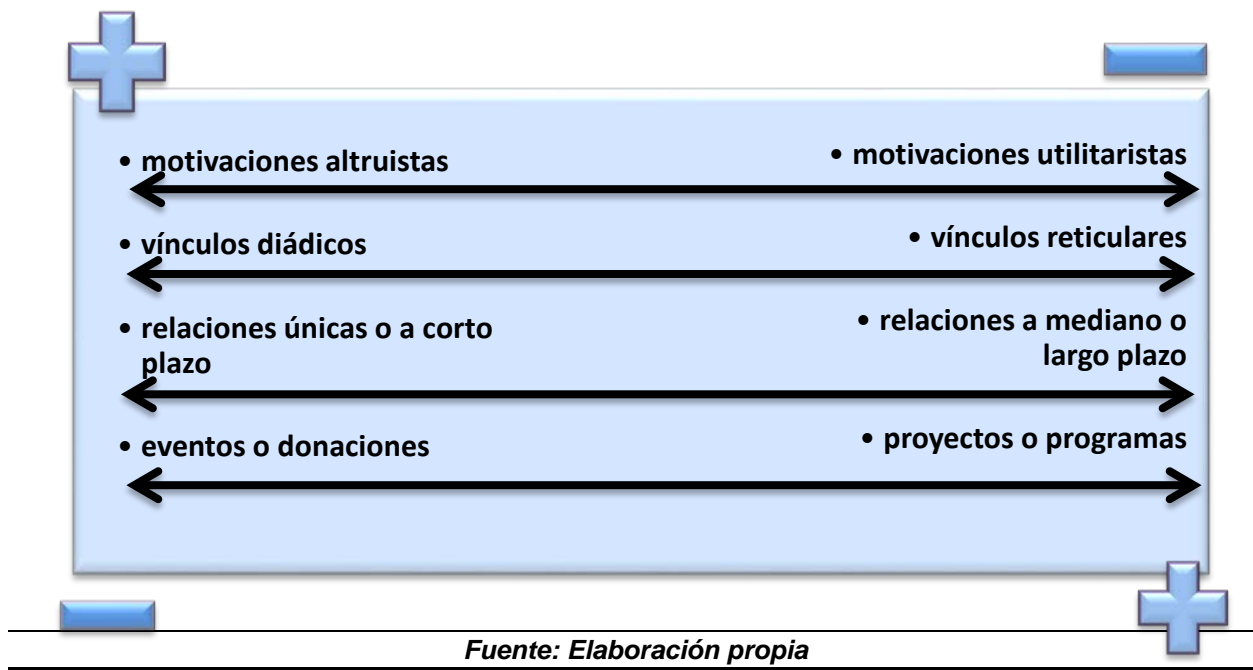 • motivaciones altruistas
• motivaciones utilitaristas
• vínculos diádicos
• vínculos reticulares
• relaciones únicas o a corto
plazo
• relaciones a mediano o
largo plazo
• eventos o donaciones
• proyectos o programas
Fuente: Elaboración propia